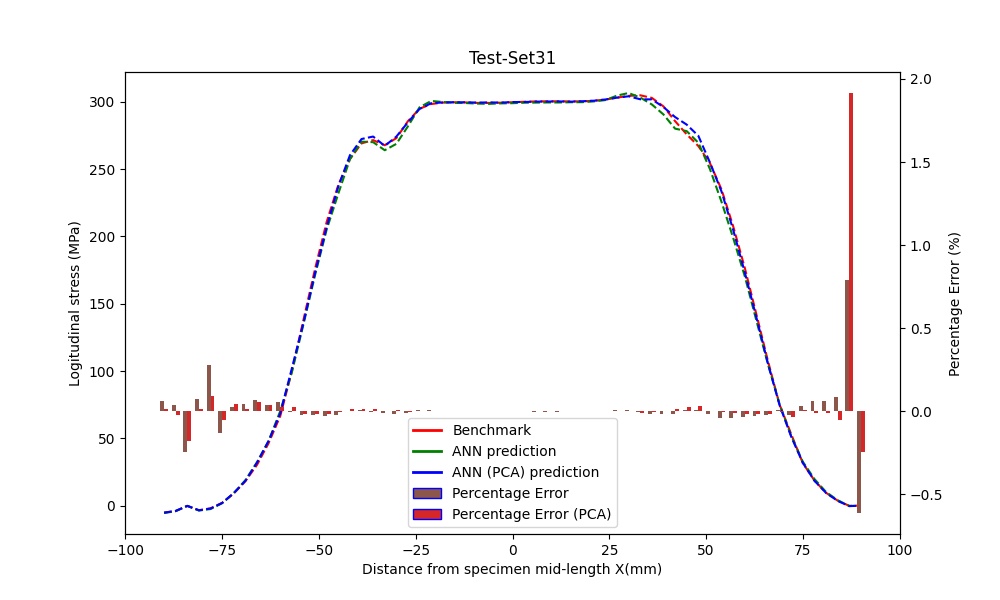 Test-Set31
Logitudinal stress (MPa)
300
250
200
150
100
50
0
2.0
1.5
1.0
0.5
0.0
−0.5
Percentage Error (%)
Benchmark
ANN prediction
ANN (PCA) prediction
Percentage Error
Percentage Error (PCA)
−100 −75 −50 −25 0 25 50 75 100
Distance from specimen mid-length X(mm)